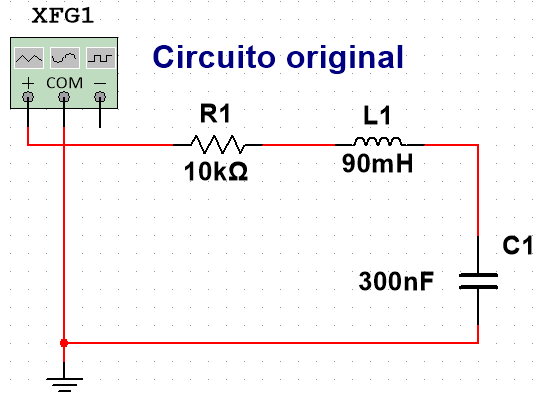 XFG1
Circuito original
+ COM −
R1
10kΩ
L1
90mH
C1
300nF